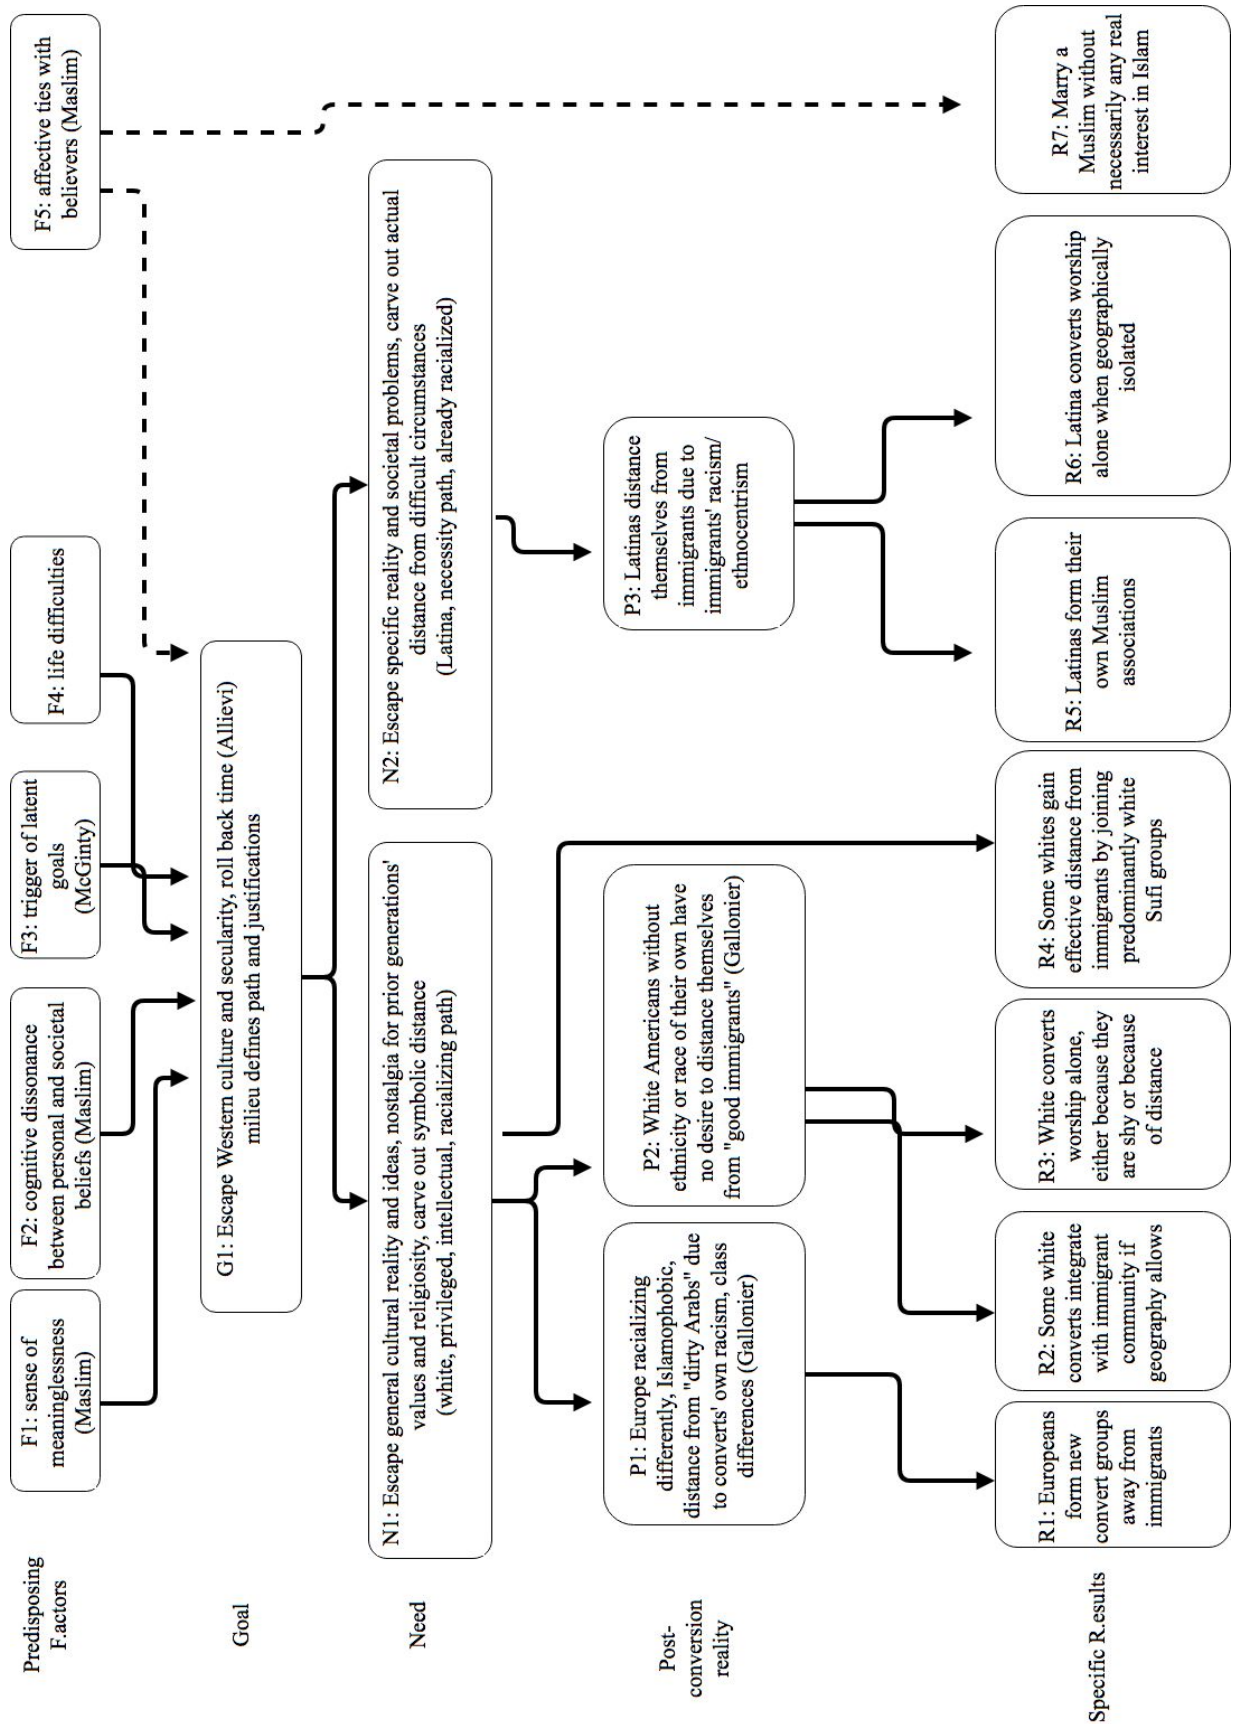 Predisposing
F.actors
F1: sense of
meaninglessness
(Maslim)
F2: cognitive dissonance
between personal and societal
beliefs (Maslim)
F3: trigger of latent
goals
(McGinty)
F4: life difficulties
F5: affective ties with
believers (Maslim)
Goal
G1: Escape Western culture and secularity, roll back time (Allievi)
milieu defines path and justifications
Need
N1: Escape general cultural reality and ideas, nostalgia for prior generations'
values and religiosity, carve out symbolic distance
(white, privileged, intellectual, racializing path)
N2: Escape specific reality and societal problems, carve out actual
distance from difficult circumstances
(Latina, necessity path, already racialized)
Post-
conversion
reality
P1: Europe racializing
differently, Islamophobic,
distance from "dirty Arabs" due
to converts' own racism, class
differences (Gallonier)
P2: White Americans without
ethnicity or race of their own have
no desire to distance themselves
from "good immigrants" (Gallonier)
P3: Latinas distance
themselves from
immigrants due to
immigrants' racism/
ethnocentrism
Specific R.esults
R1: Europeans
form new
convert groups
away from
immigrants
R2: Some white
converts integrate
with immigrant
community if
geography allows
R3: White converts
worship alone,
either because they
are shy or because
of distance
R4: Some whites gain
effective distance from
immigrants by joining
predominantly white
Sufi groups
R5: Latinas form their
own Muslim
associations
R6: Latina converts worship
alone when geographically
isolated
R7: Marry a
Muslim without
necessarily any real
interest in Islam